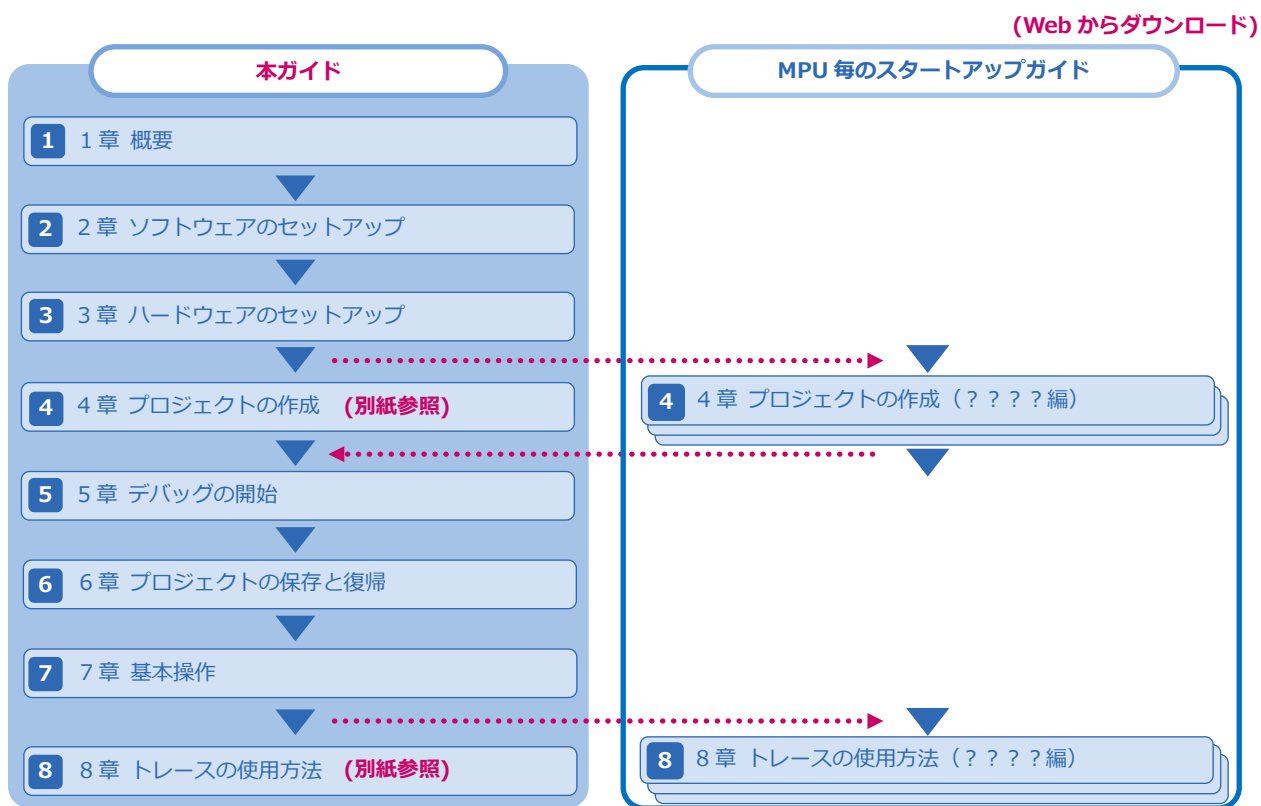 (Web からダウンロード)
本ガイド
MPU 毎のスタートアップガイド
1 1章 概要
2 2章 ソフトウェアのセットアップ
3 3章 ハードウェアのセットアップ
4 4章 プロジェクトの作成 (別紙参照)
4 4章 プロジェクトの作成（？？？？編）
5 5章 デバッグの開始
6 6章 プロジェクトの保存と復帰
7 7章 基本操作
8 8章 トレースの使用方法 (別紙参照)
8 8章 トレースの使用方法（？？？？編）